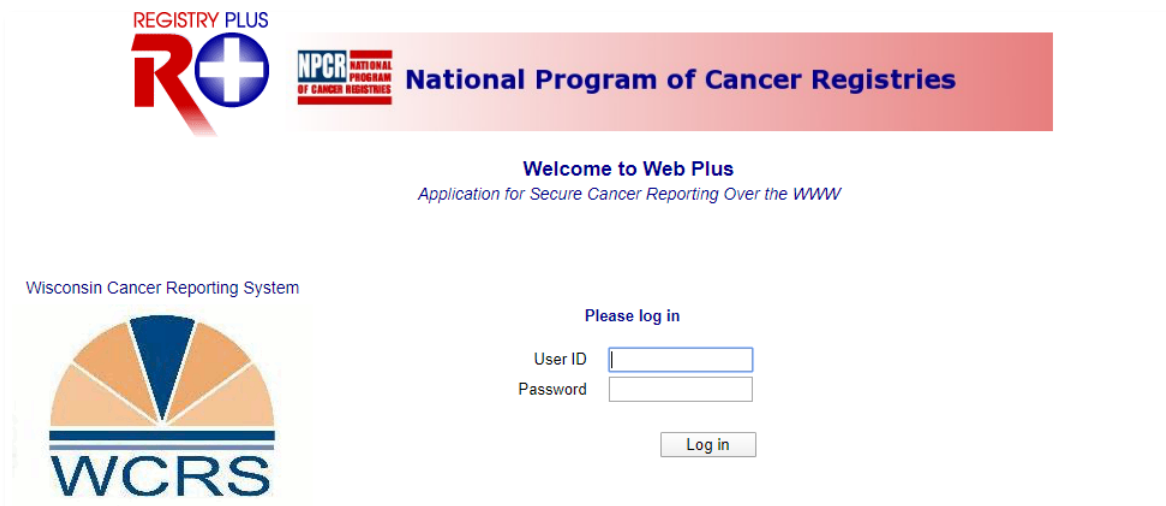 REGISTRY PLUS
R+
NPCR NATIONAL
PROGRAM
OF CANCER REGISTRIES
National Program of Cancer Registries
Welcome to Web Plus
Application for Secure Cancer Reporting Over the WWW
Wisconsin Cancer Reporting System
WCRS
Please log in
User ID
Password
Log in